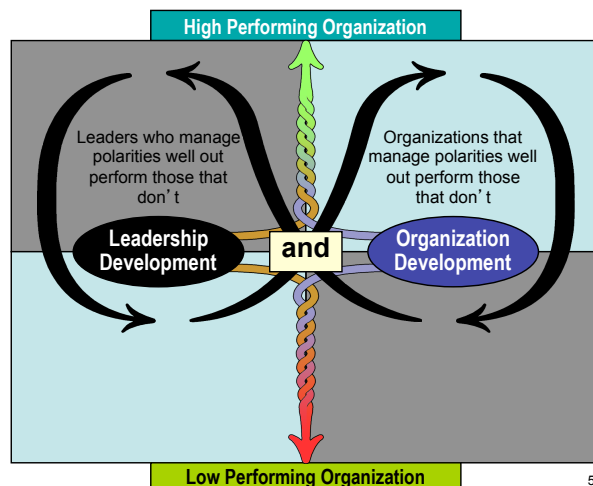 High Performing Organization
Leaders who manage
polarities well out
perform those that
don't
Organizations that
manage polarities well
out perform those
that don't
Leadership
Development
and
Organization
Development
Low Performing Organization
5